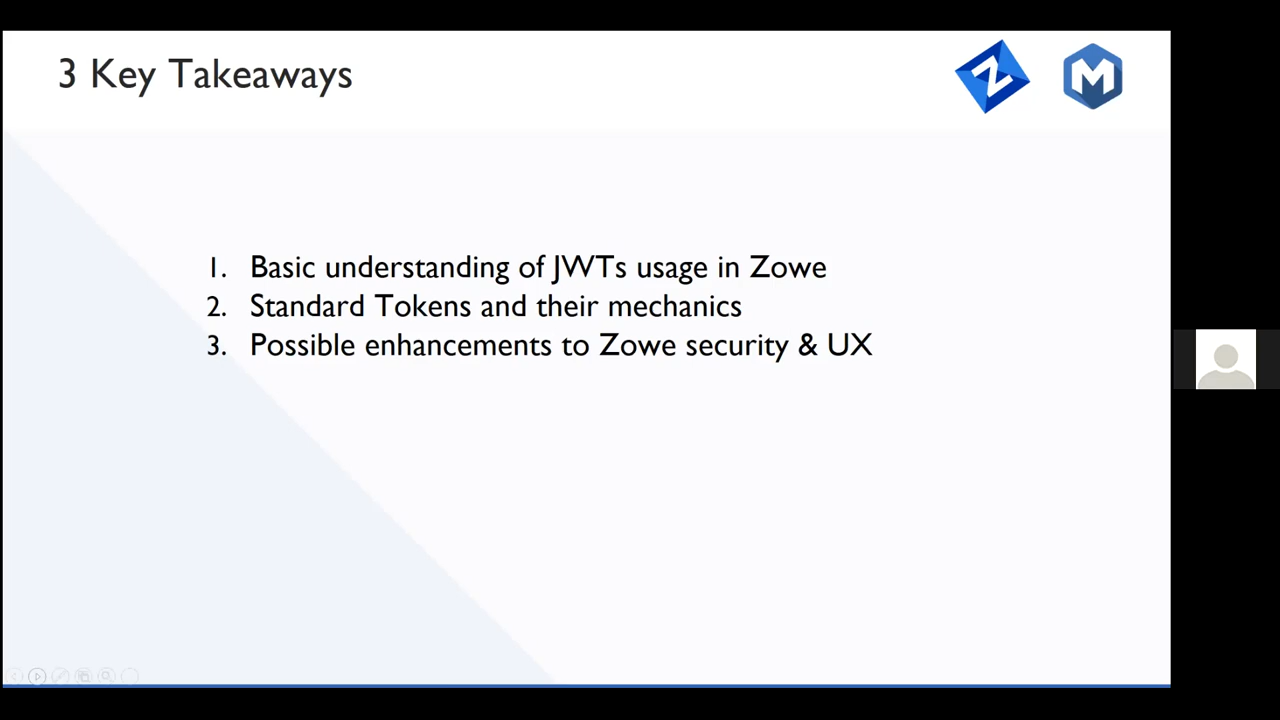 3 Key Takeaways
Z M
1. Basic understanding of JWTs usage in Zowe
2. Standard Tokens and their mechanics
3. Possible enhancements to Zowe security & UX